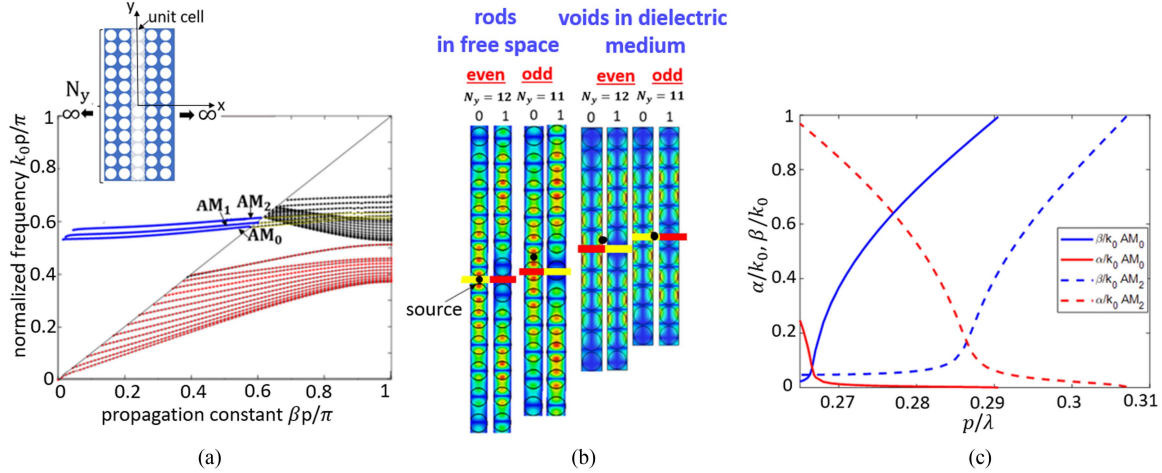 y
unit cell
N_y
x
∞
∞
normalized frequency k₀p/π
1
0.8
0.6
0.4
0.2
0
AM₁
AM₂
AM₀
0
0.2
0.4
0.6
0.8
1
propagation constant βp/π
(a)
rods
in free space
voids in dielectric
medium
even
odd
even
odd
N_y = 12
N_y = 11
N_y = 12
N_y = 11
0 1 0 1 0 1 0 1
source
(b)
α/k₀, β/k₀
1
0.8
0.6
0.4
0.2
0
β/k₀ AM₀
α/k₀ AM₀
β/k₀ AM₂
α/k₀ AM₂
0.27
0.28
0.29
0.3
0.31
p/λ
(c)